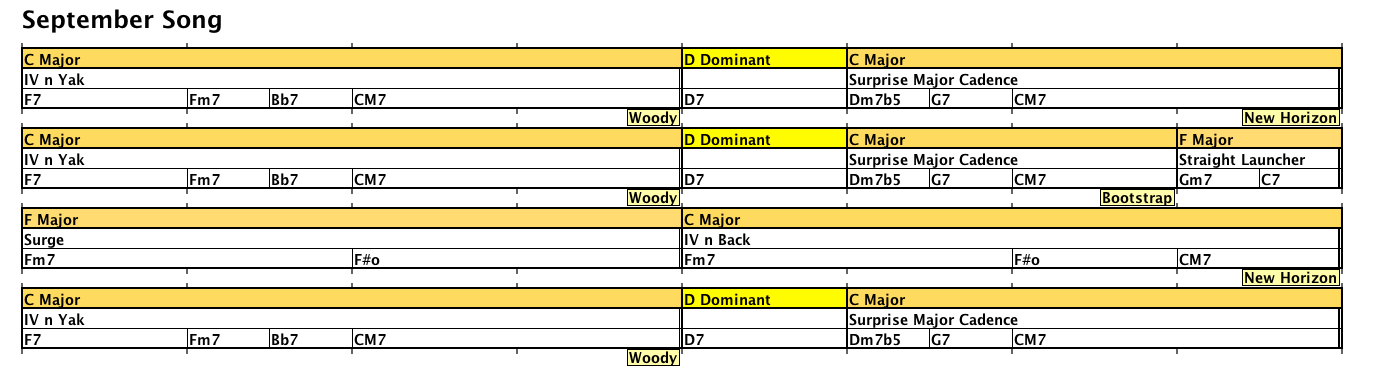 September Song
C Major D Dominant C Major
IV n Yak Surprise Major Cadence
F7 Fm7 Bb7 CM7 D7 Dm7b5 G7 CM7
Woody New Horizon
C Major D Dominant C Major F Major
IV n Yak Surprise Major Cadence Straight Launcher
F7 Fm7 Bb7 CM7 D7 Dm7b5 G7 CM7 Gm7 C7
Woody Bootstrap
F Major C Major
Surge IV n Back
Fm7 F#o Fm7 F#o CM7
New Horizon
C Major D Dominant C Major
IV n Yak Surprise Major Cadence
F7 Fm7 Bb7 CM7 D7 Dm7b5 G7 CM7
Woody